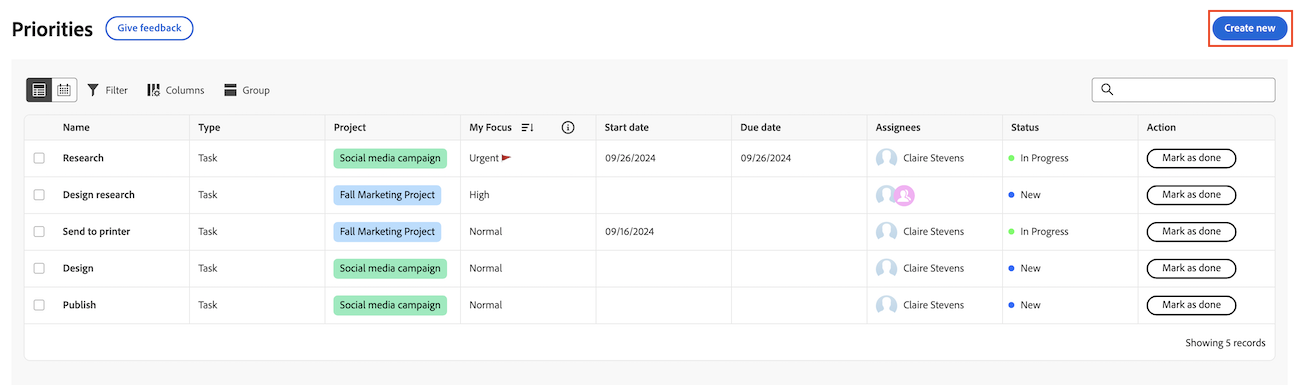 Priorities Give feedback Create new
Filter Columns Group
Name Type Project My Focus Start date Due date Assignees Status Action
Research Task Social media campaign Urgent 09/26/2024 09/26/2024 Claire Stevens In Progress Mark as done
Design research Task Fall Marketing Project High New Mark as done
Send to printer Task Fall Marketing Project Normal 09/16/2024 Claire Stevens In Progress Mark as done
Design Task Social media campaign Normal Claire Stevens New Mark as done
Publish Task Social media campaign Normal Claire Stevens New Mark as done
Showing 5 records